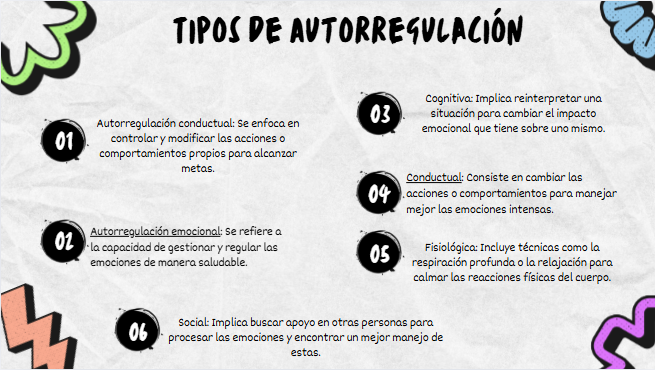 TIPOS DE AUTORREGULACIÓN
01
Autorregulación conductual: Se enfoca en
controlar y modificar las acciones o
comportamientos propios para alcanzar
metas.
02
Autorregulación emocional: Se refiere a
la capacidad de gestionar y regular las
emociones de manera saludable.
03
Cognitiva: Implica reinterpretar una
situación para cambiar el impacto
emocional que tiene sobre uno mismo.
04
Conductual: Consiste en cambiar las
acciones o comportamientos para manejar
mejor las emociones intensas.
05
Fisiológica: Incluye técnicas como la
respiración profunda o la relajación para
calmar las reacciones físicas del cuerpo.
06
Social: Implica buscar apoyo en otras personas para
procesar las emociones y encontrar un mejor manejo de
estas.